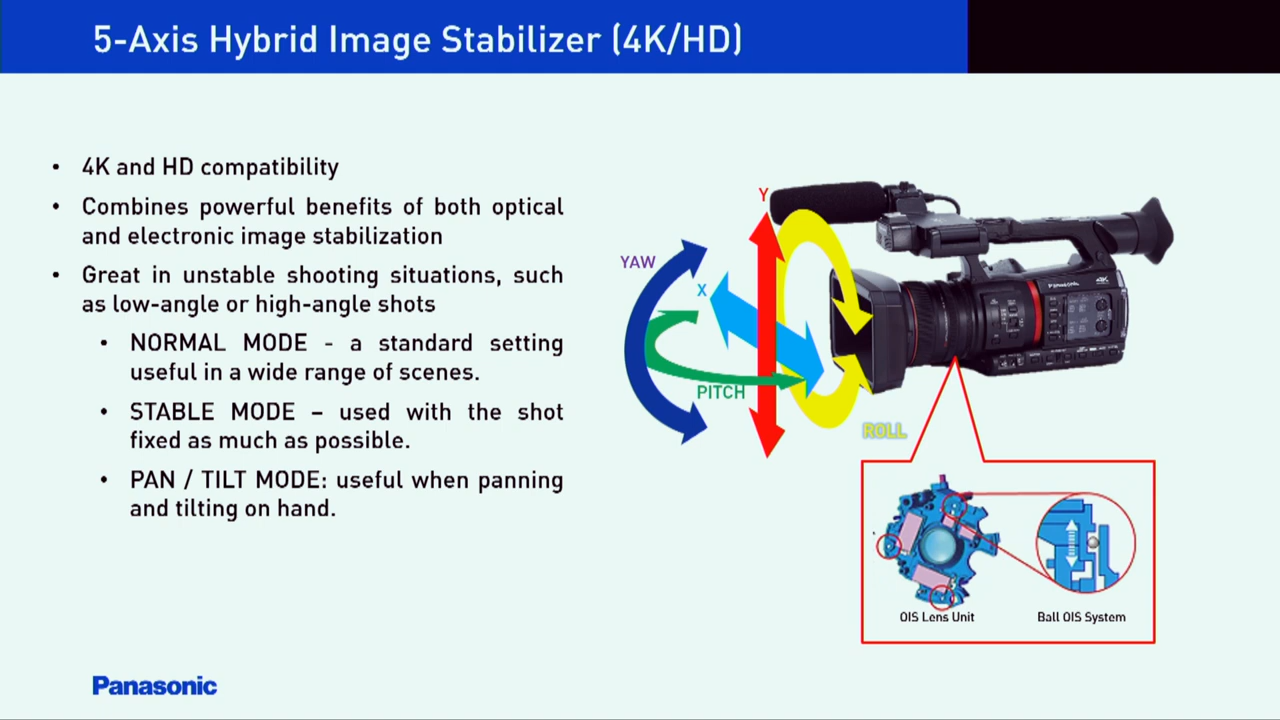 5-Axis Hybrid Image Stabilizer (4K/HD)
• 4K and HD compatibility
• Combines powerful benefits of both optical
and electronic image stabilization
• Great in unstable shooting situations, such
as low-angle or high-angle shots
• NORMAL MODE - a standard setting
useful in a wide range of scenes.
• STABLE MODE – used with the shot
fixed as much as possible.
• PAN / TILT MODE: useful when panning
and tilting on hand.
Y
YAW
X
PITCH
ROLL
Panasonic
4K
OIS Lens Unit
Ball OIS System
Panasonic